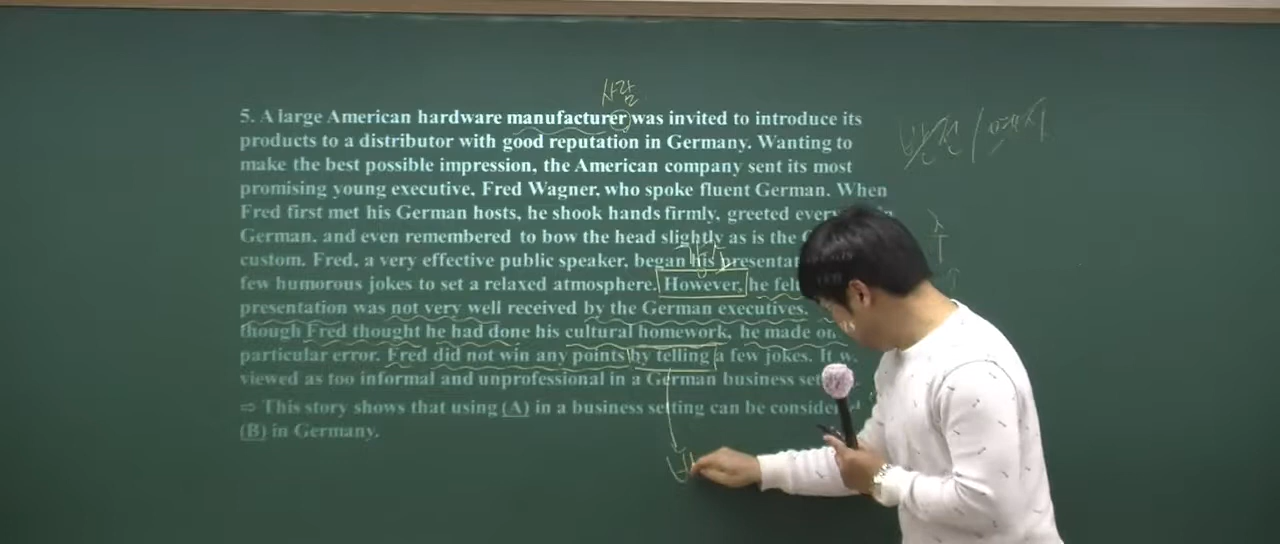 사람
5. A large American hardware manufacturer was invited to introduce its
products to a distributor with good reputation in Germany. Wanting to
make the best possible impression, the American company sent its most
promising young executive, Fred Wagner, who spoke fluent German. When
Fred first met his German hosts, he shook hands firmly, greeted
German, and even remembered to bow the head slightly as is the
custom. Fred, a very effective public speaker, began his
few humorous jokes to set a relaxed atmosphere. However, he
presentation was not very well received by the German executives.
though Fred thought he had done his cultural homework, he made
particular error. Fred did not win any points by telling a few jokes. It
viewed as too informal and unprofessional in a German business
⇨ This story shows that using (A) in a business setting can be
(B) in Germany.